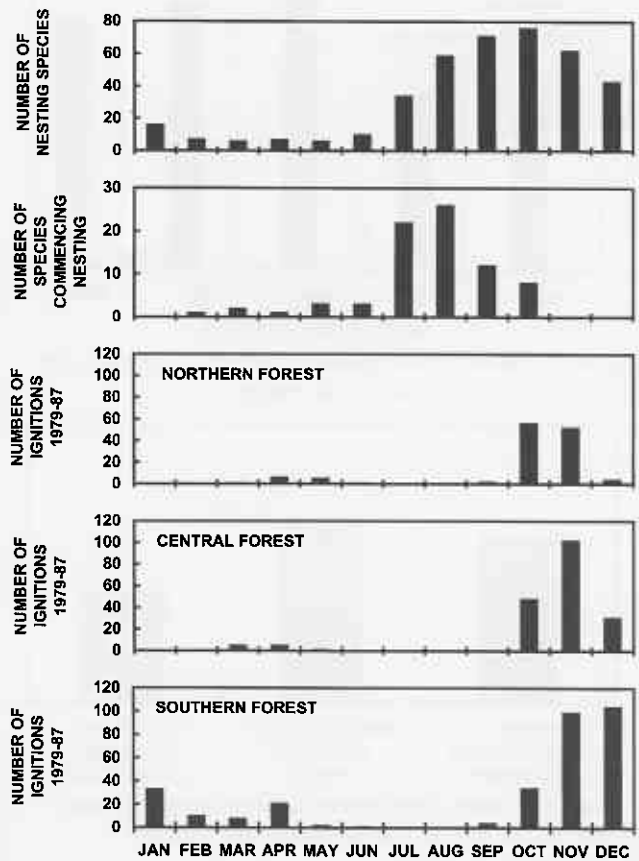 NUMBER OF
NESTING SPECIES
80
60
40
20
0
NUMBER OF
SPECIES
COMMENCING
NESTING
30
20
10
0
NUMBER OF
IGNITIONS
1979-87
120
100
80
60
40
20
0
NORTHERN FOREST
NUMBER OF
IGNITIONS
1979-87
120
100
80
60
40
20
0
CENTRAL FOREST
NUMBER OF
IGNITIONS
1979-87
120
100
80
60
40
20
0
SOUTHERN FOREST
JAN FEB MAR APR MAY JUN JUL AUG SEP OCT NOV DEC